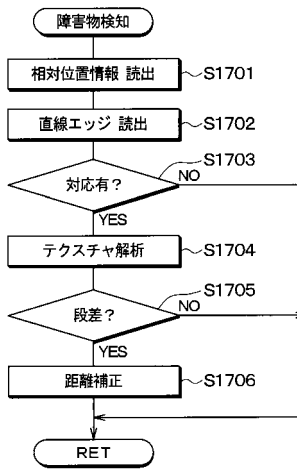 障害物検知
相対位置情報 読出 S1701
直線エッジ 読出 S1702
対応有? S1703
NO
YES
テクスチャ解析 S1704
段差? S1705
NO
YES
距離補正 S1706
RET